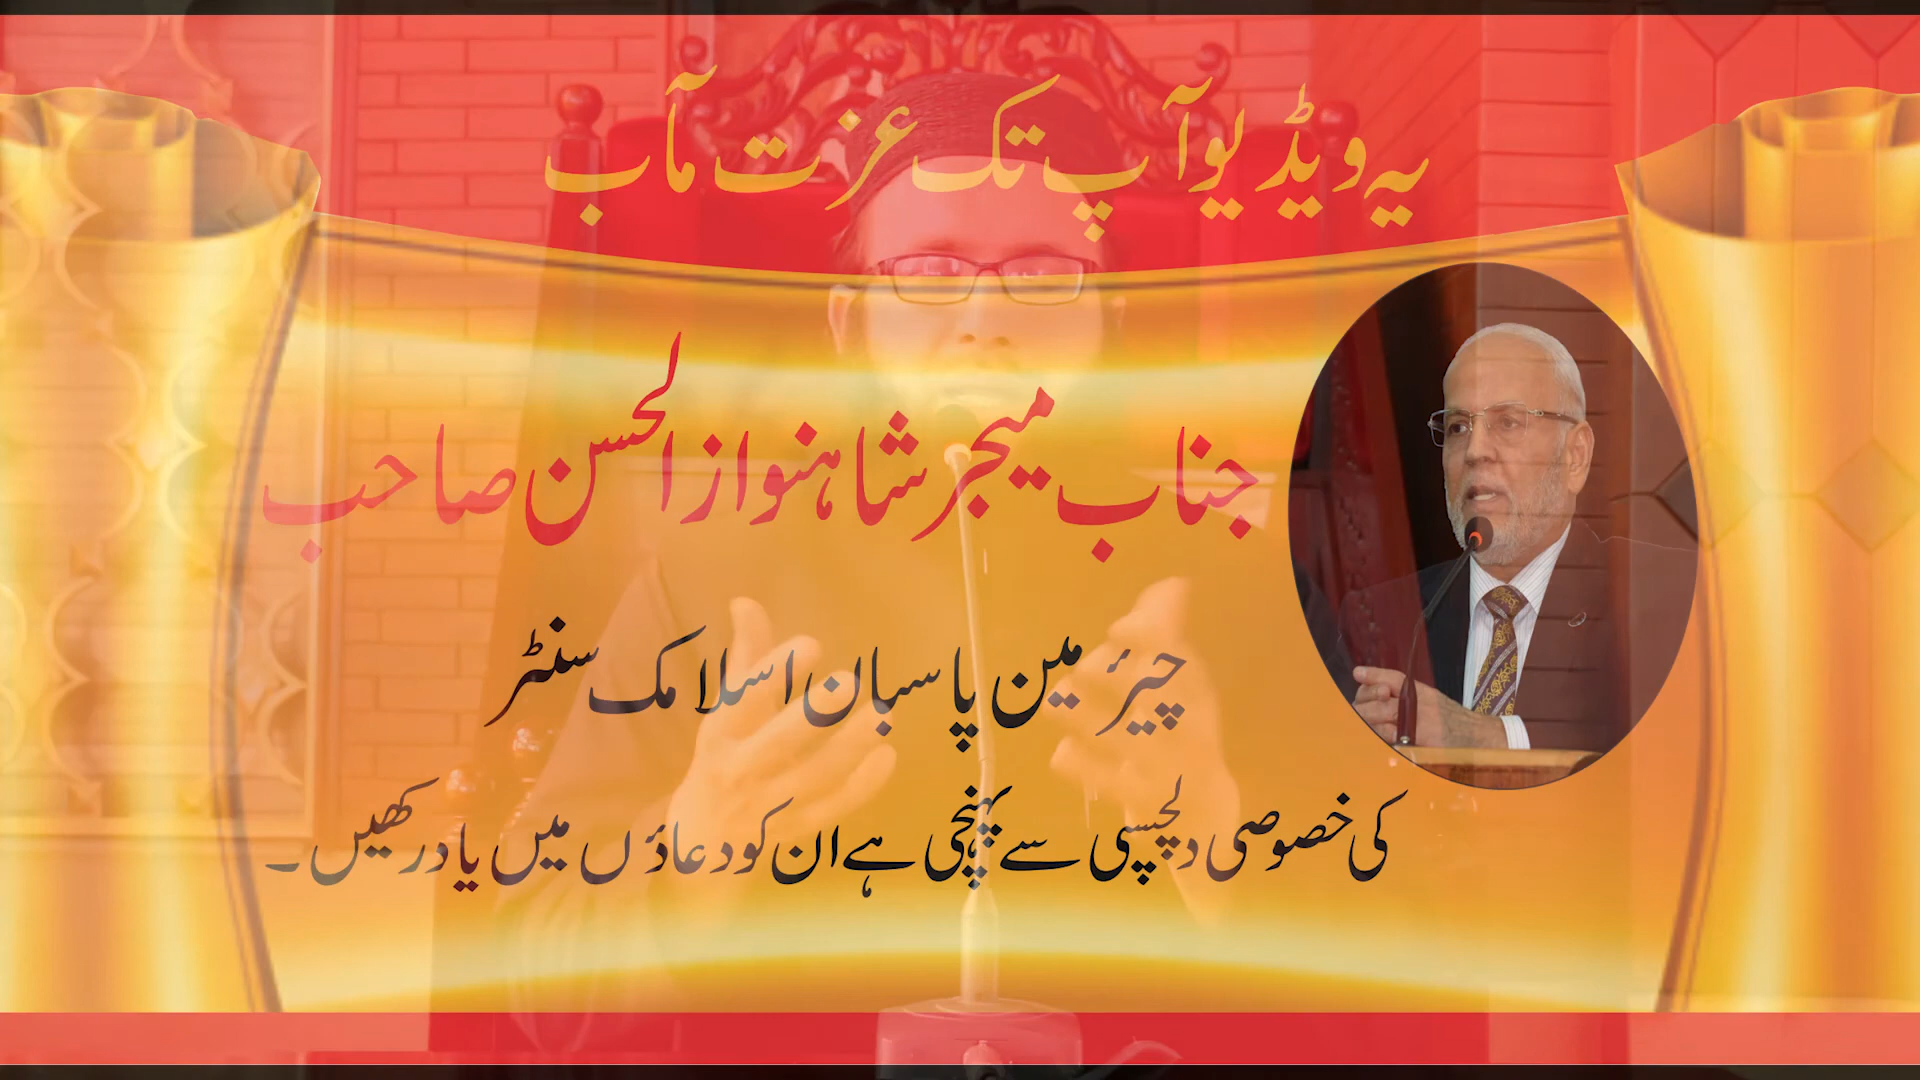 یہ ویڈیو آپ تک عزت مآب
جناب میجر شاہنواز الحسن صاحب
چیئرمین پاسبان اسلامک سنٹر
کی خصوصی دلچسپی سے پہنچی ہے ان کو دعاؤں میں یاد رکھیں ۔